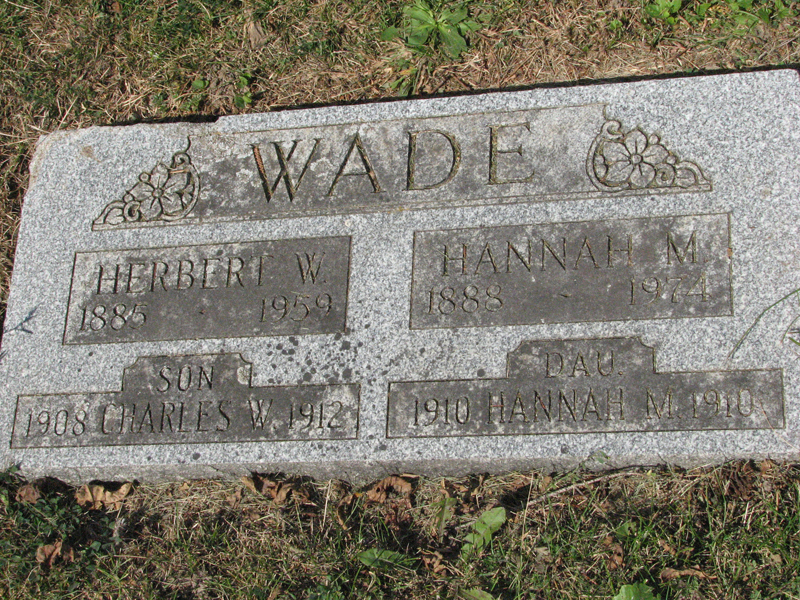 WADE
HERBERT W.
1885 - 1959
HANNAH M.
1888 - 1974
SON
1908 CHARLES W. 1912
DAU.
1910 HANNAH M. 1910